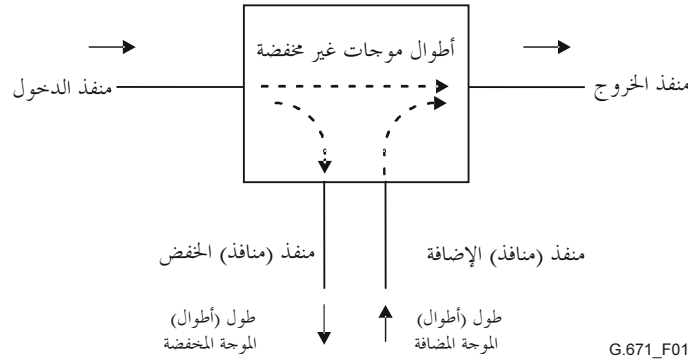 أطوال موجات غير مخفضة
منفذ الدخول
منفذ الخروج
منفذ (منافذ) الخفض
منفذ (منافذ) الإضافة
طول (أطوال)
الموجة المخفضة
طول (أطوال)
الموجة المضافة
G.671_F01